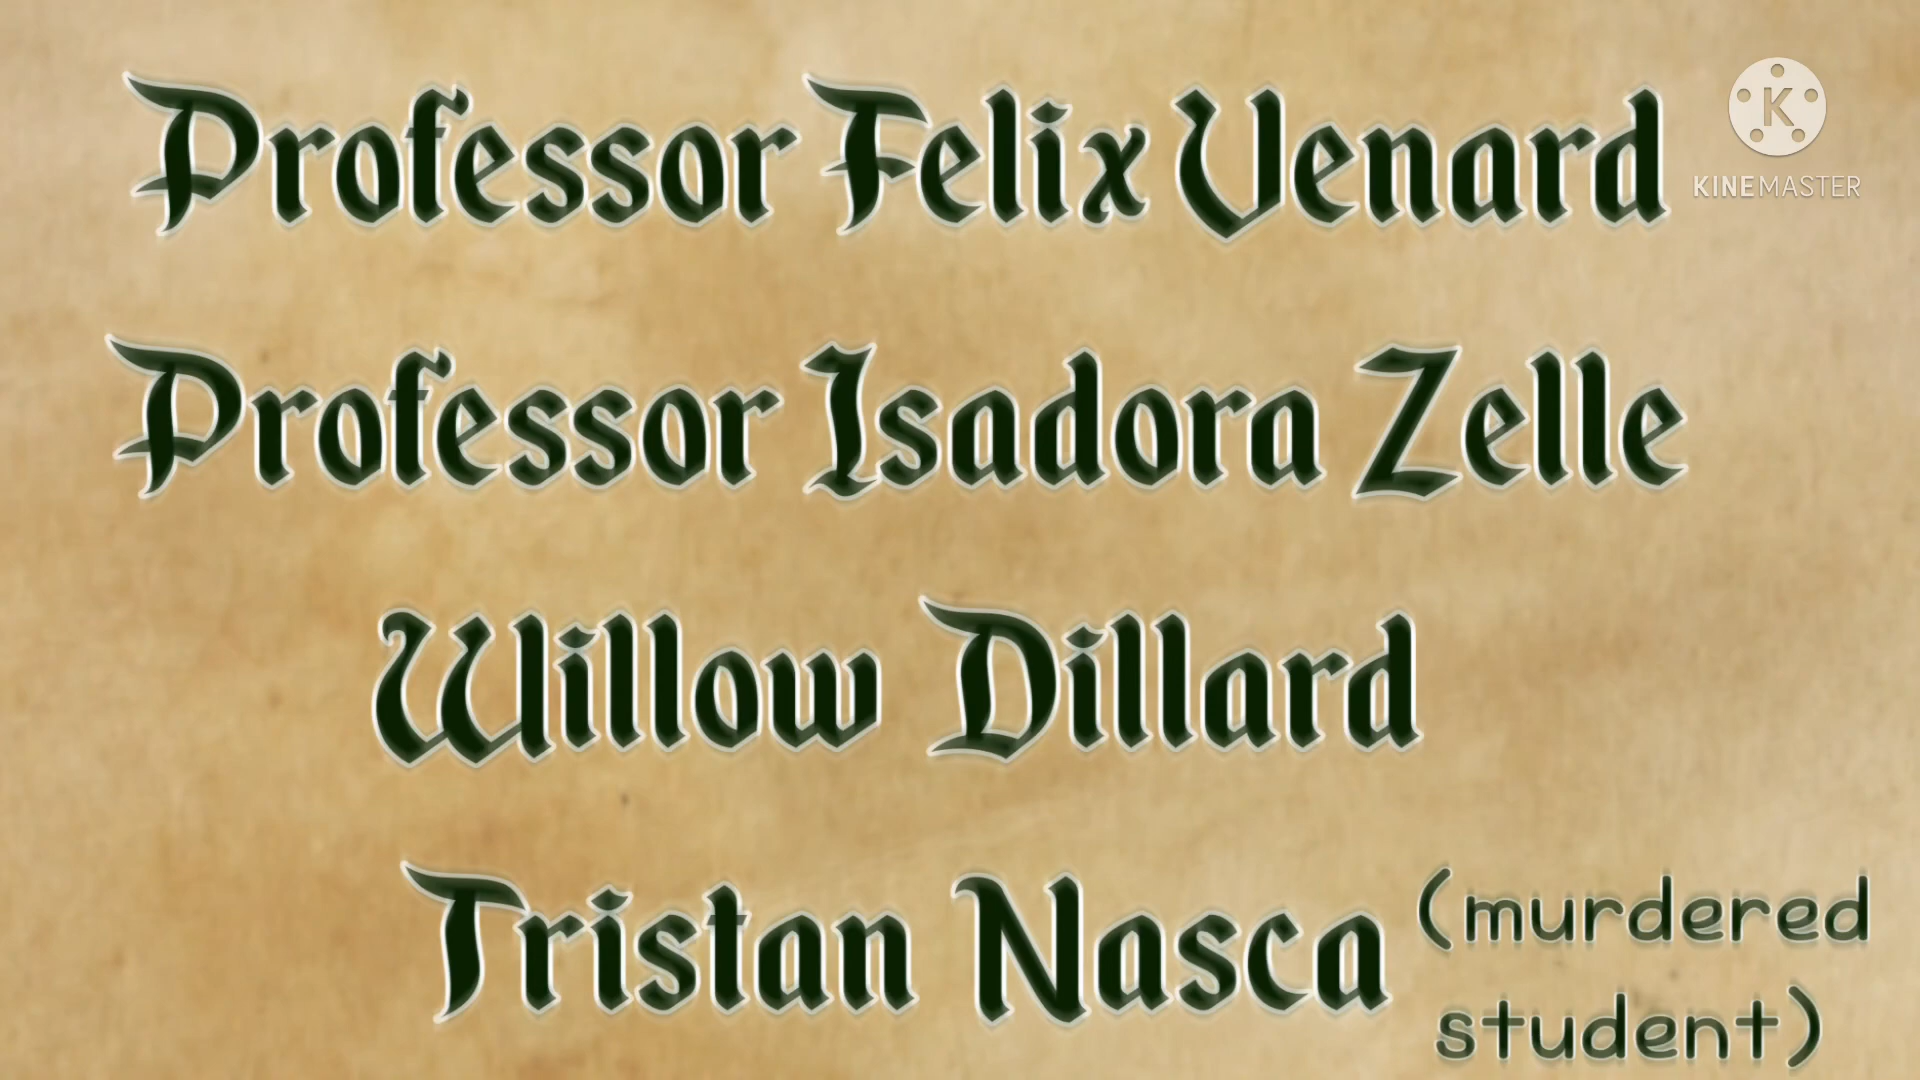 Professor Felix Venard
K
KINEMASTER
Professor Isadora Zelle
Willow Dillard
Tristan Nasca (murdered
student)